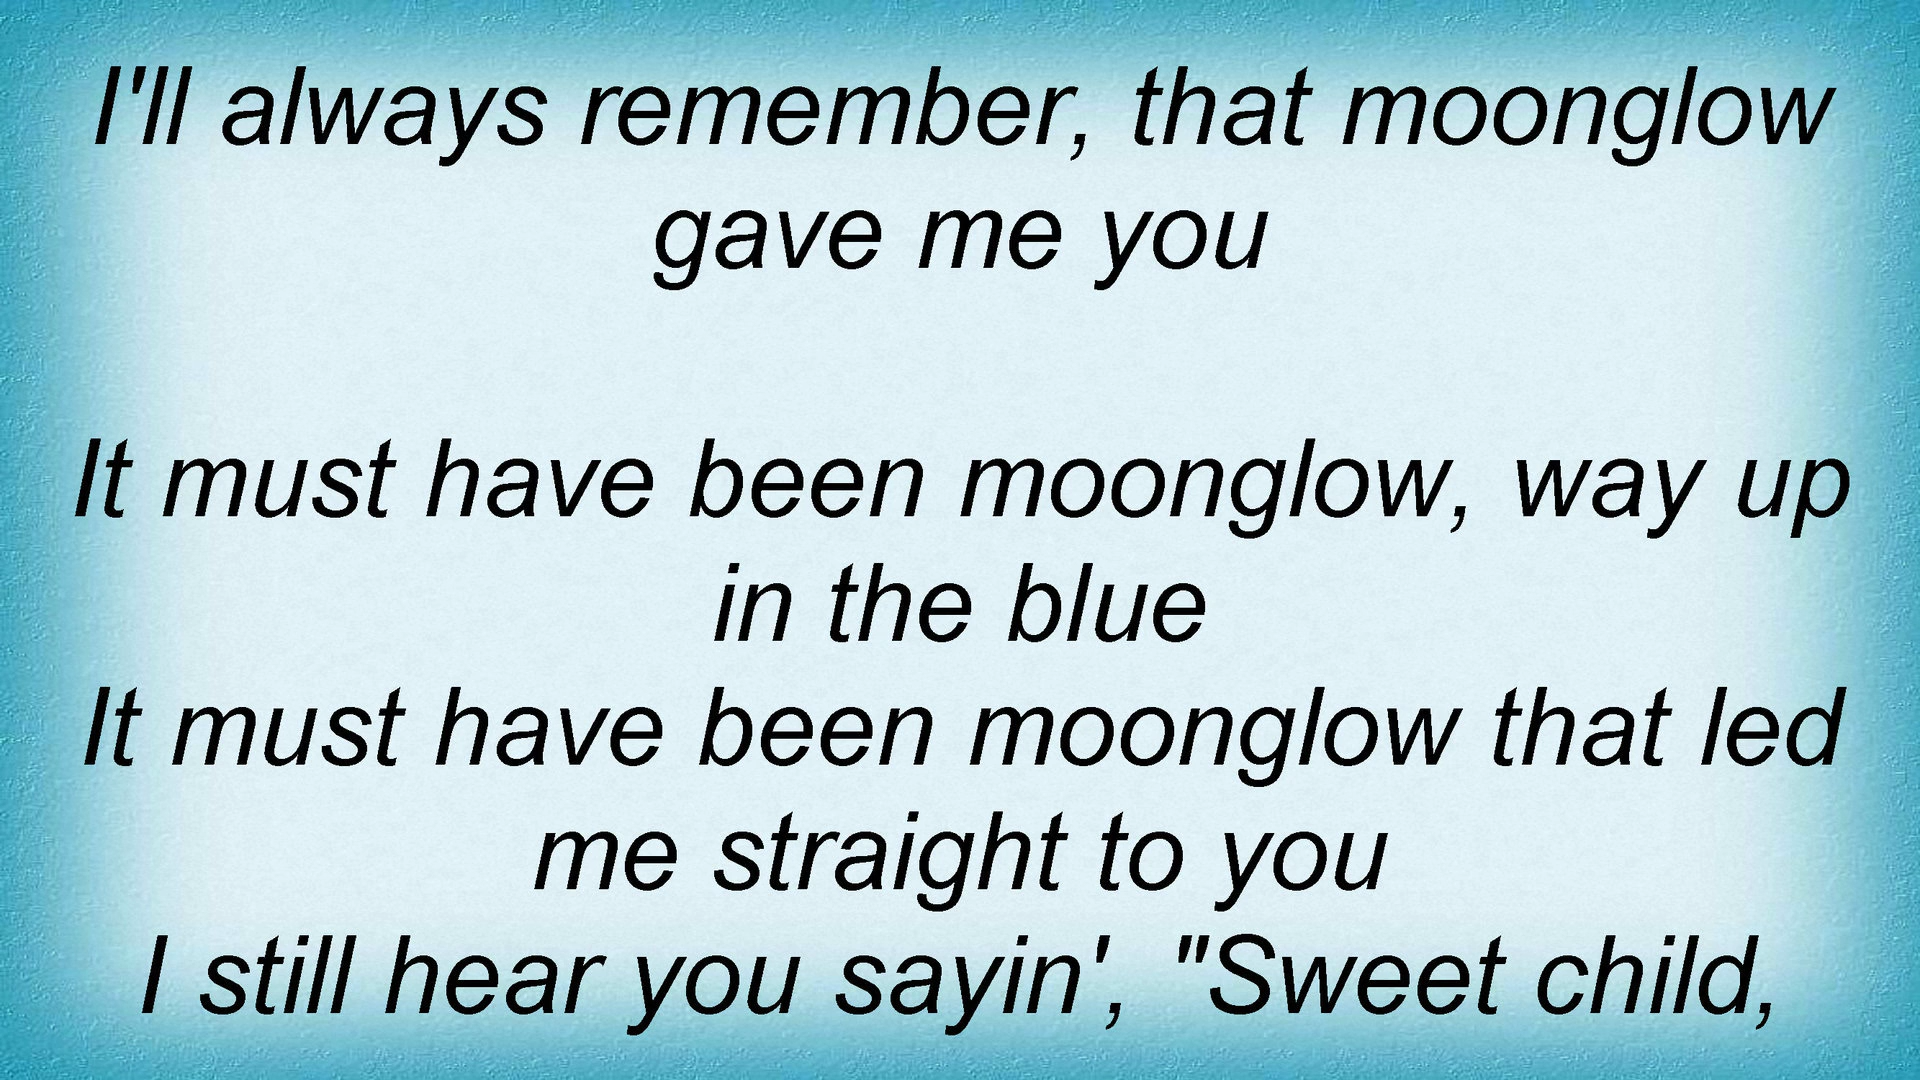 I'll always remember, that moonglow
gave me you
It must have been moonglow, way up
in the blue
It must have been moonglow that led
me straight to you
I still hear you sayin', "Sweet child,